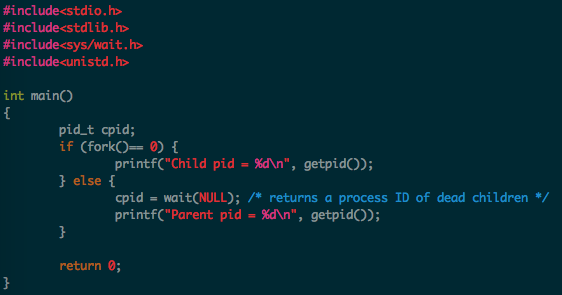 #include<stdio.h>
#include<stdlib.h>
#include<sys/wait.h>
#include<unistd.h>

int main()
{
        pid_t cpid;
        if (fork()== 0) {
                printf("Child pid = %d\n", getpid());
        } else {
                cpid = wait(NULL); /* returns a process ID of dead children */
                printf("Parent pid = %d\n", getpid());
        }

        return 0;
}